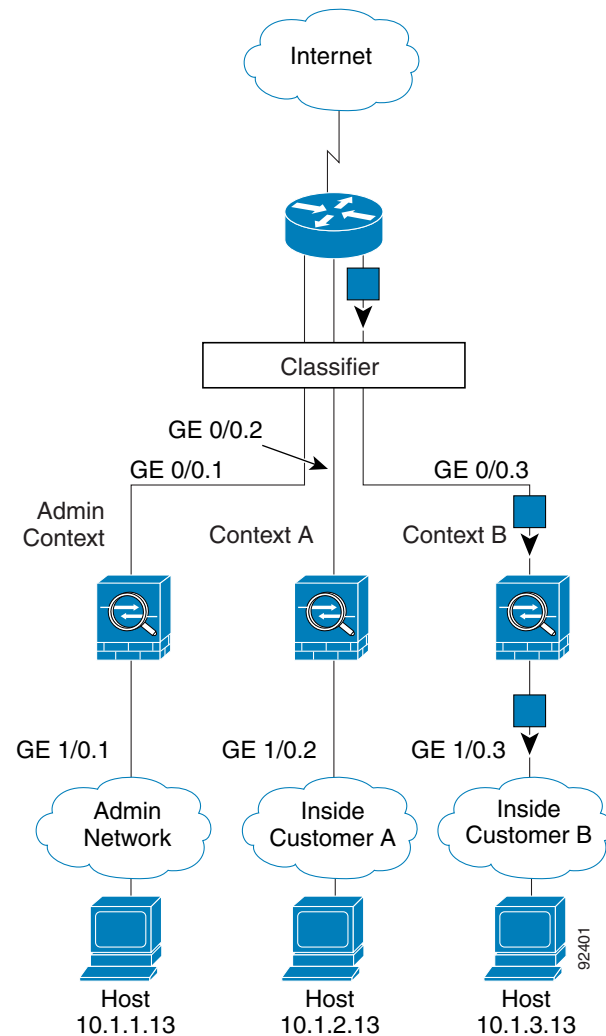 Internet
Classifier
GE 0/0.2
GE 0/0.1
GE 0/0.3
Admin
Context
Context A
Context B
GE 1/0.1
GE 1/0.2
GE 1/0.3
Admin
Network
Inside
Customer A
Inside
Customer B
92401
Host
10.1.1.13
Host
10.1.2.13
Host
10.1.3.13